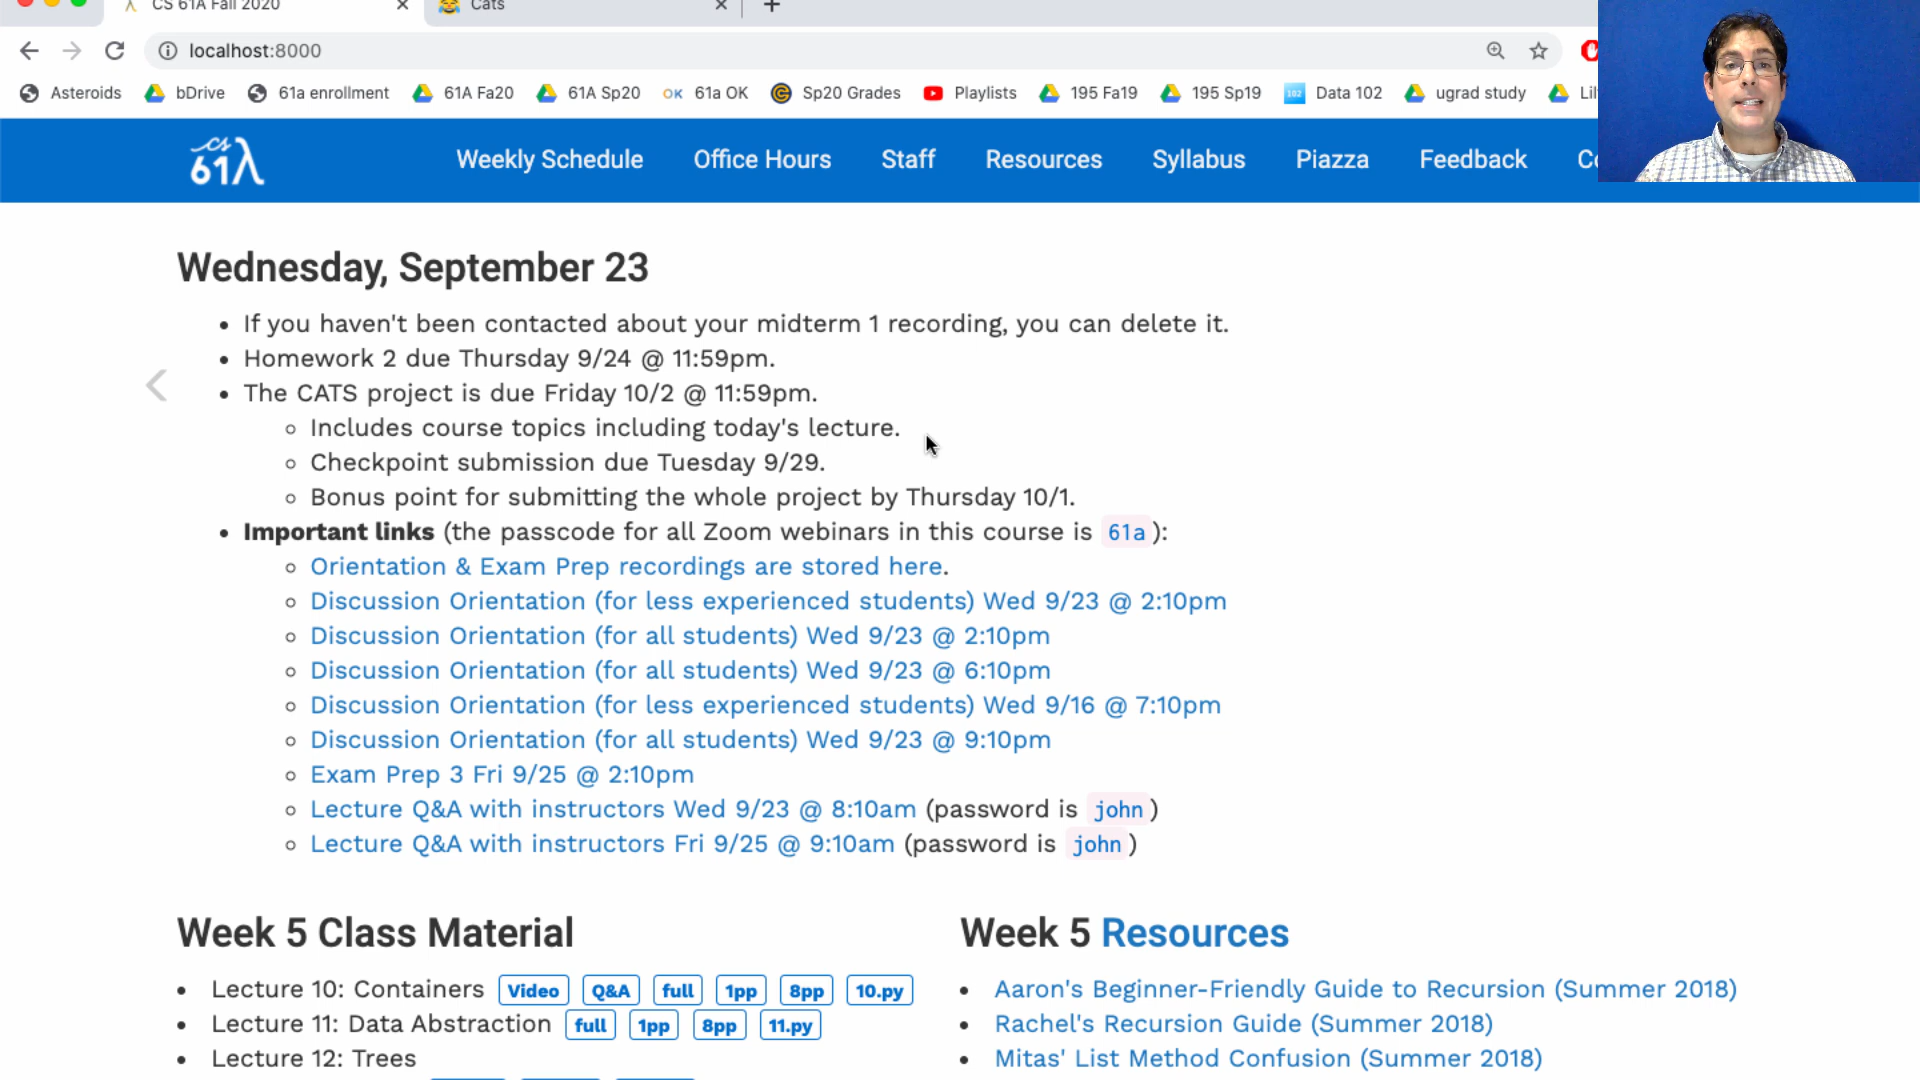 CS 61A Fall 2020
Cats
localhost:8000
Asteroids bDrive 61a enrollment 61A Fa20 61A Sp20 OK 61a OK Sp20 Grades Playlists 195 Fa19 195 Sp19 102 Data 102 ugrad study
CS 61λ Weekly Schedule Office Hours Staff Resources Syllabus Piazza Feedback
Wednesday, September 23
• If you haven't been contacted about your midterm 1 recording, you can delete it.
• Homework 2 due Thursday 9/24 @ 11:59pm.
• The CATS project is due Friday 10/2 @ 11:59pm.
◦ Includes course topics including today's lecture.
◦ Checkpoint submission due Tuesday 9/29.
◦ Bonus point for submitting the whole project by Thursday 10/1.
• Important links (the passcode for all Zoom webinars in this course is 61a ):
◦ Orientation & Exam Prep recordings are stored here.
◦ Discussion Orientation (for less experienced students) Wed 9/23 @ 2:10pm
◦ Discussion Orientation (for all students) Wed 9/23 @ 2:10pm
◦ Discussion Orientation (for all students) Wed 9/23 @ 6:10pm
◦ Discussion Orientation (for less experienced students) Wed 9/16 @ 7:10pm
◦ Discussion Orientation (for all students) Wed 9/23 @ 9:10pm
◦ Exam Prep 3 Fri 9/25 @ 2:10pm
◦ Lecture Q&A with instructors Wed 9/23 @ 8:10am (password is john )
◦ Lecture Q&A with instructors Fri 9/25 @ 9:10am (password is john )
Week 5 Class Material
• Lecture 10: Containers Video Q&A full 1pp 8pp 10.py
• Lecture 11: Data Abstraction full 1pp 8pp 11.py
• Lecture 12: Trees
Week 5 Resources
• Aaron's Beginner-Friendly Guide to Recursion (Summer 2018)
• Rachel's Recursion Guide (Summer 2018)
• Mitas' List Method Confusion (Summer 2018)